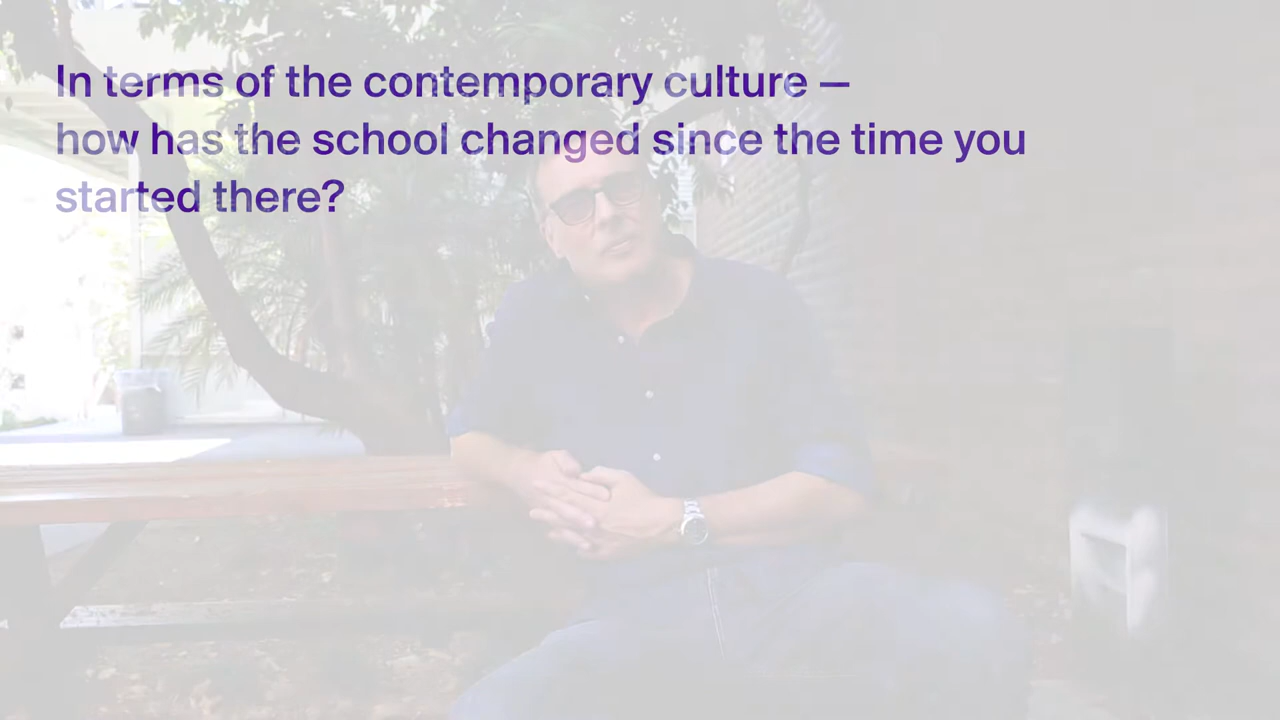 In terms of the contemporary culture —
how has the school changed since the time you
started there?